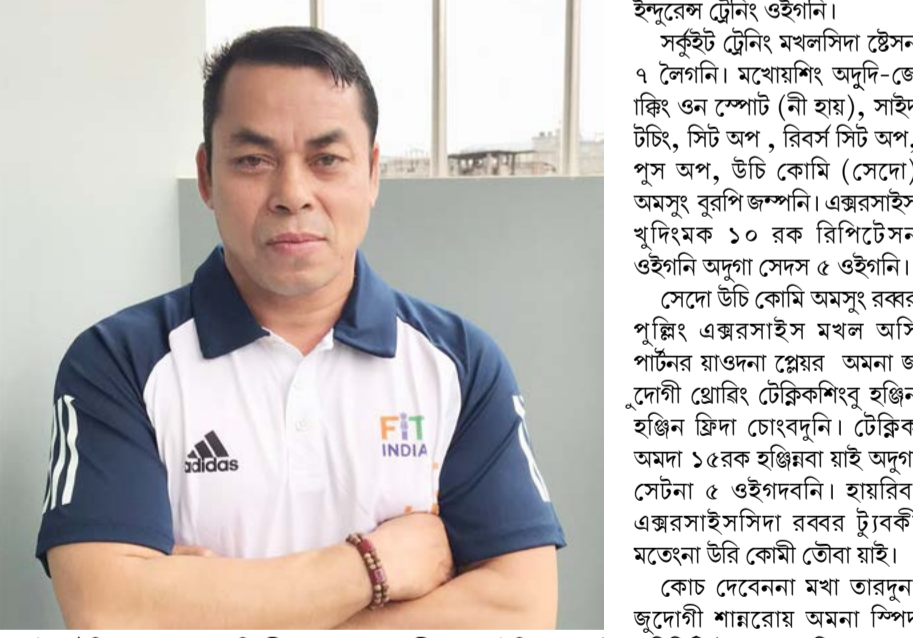 adidas
FIT
INDIA
ইন্দুরেন্স ট্রেনিং ওইগনি।
সর্কুইট ট্রেনিং মখলসিদা ষ্টেসন
৭ লৈগনি। মখোয়শিং অদুদি-জো
গ্গিং ওন স্পোট (নী হায়), সাইদ
টচিং, সিট অপ , রিবর্স সিট অপ,
পুস অপ, উচি কোমি (সেদো)
অমসুং বুরপি জম্পনি। এক্সরসাইস
খুদিংমক ১০ রক রিপিটেসন
ওইগনি অদুগা সেদস ৫ ওইগনি।
সেদো উচি কোমি অমসুং রব্বর
পুল্লিং এক্সরসাইস মখল অসি
পার্টনর য়াওদনা প্লেয়র অমনা জ
ুদোগী থ্রোৱিং টেক্নিকশিংবু হঞ্জিন
হঞ্জিন ফ্রিদা চোংবদুনি। টেক্নিক
অমদা ১৫রক হঞ্জিন্নবা য়াই অদুগা
সেটনা ৫ ওইগদবনি। হায়রিবা
এক্সরসাইসসিদা রব্বর ট্যুবকী
মতেংনা উরি কোমী তৌবা য়াই।
কোচ দেবেননা মখা তারদুনা
জুদোগী শান্নরোয় অমনা স্পিদ